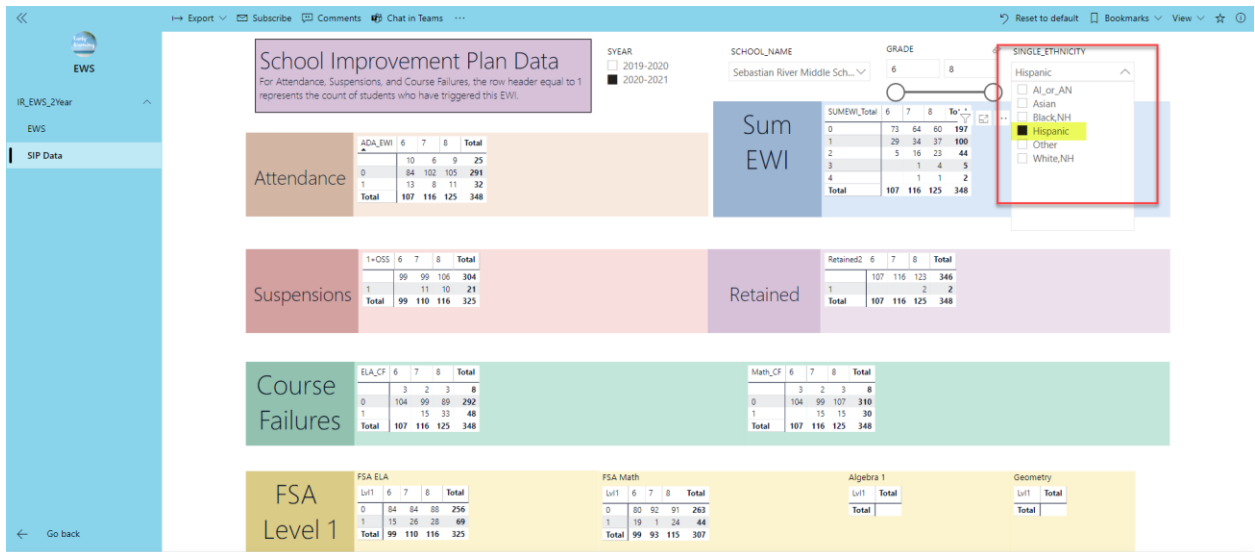 Export Subscribe Comments Chat in Teams ··· Reset to default Bookmarks View
EWS
IR_EWS_2Year
EWS
SIP Data
Go back
School Improvement Plan Data
For Attendance, Suspensions, and Course Failures, the row header equal to 1
represents the count of students who have triggered this EWI.
SYEAR
2019-2020
2020-2021
SCHOOL_NAME
Sebastian River Middle Sch...
GRADE
6 8
SINGLE_ETHNICITY
Hispanic
AI_or_AN
Asian
Black,NH
Hispanic
Other
White,NH
Attendance
ADA_EWI 6 7 8 Total
10 6 9 25
0 84 102 105 291
1 13 8 11 32
Total 107 116 125 348
Sum
EWI
SUMEWI_Total 6 7 8
0 73 64 60 197
1 29 34 37 100
2 5 16 23 44
3 1 4 5
4 1 1 2
Total 107 116 125 348
Suspensions
1+OSS 6 7 8 Total
99 99 106 304
1 11 10 21
Total 99 110 116 325
Retained
Retained2 6 7 8 Total
107 116 123 346
1 2 2
Total 107 116 125 348
Course
Failures
ELA_CF 6 7 8 Total
3 2 3 8
0 104 99 89 292
1 15 33 48
Total 107 116 125 348
Math_CF 6 7 8 Total
3 2 3 8
0 104 99 107 310
1 15 15 30
Total 107 116 125 348
FSA
Level 1
FSA ELA
Lvl1 6 7 8 Total
0 84 84 88 256
1 15 26 28 69
Total 99 110 116 325
FSA Math
Lvl1 6 7 8 Total
0 80 92 91 263
1 19 1 24 44
Total 99 93 115 307
Algebra 1
Lvl1 Total
Total
Geometry
Lvl1 Total
Total